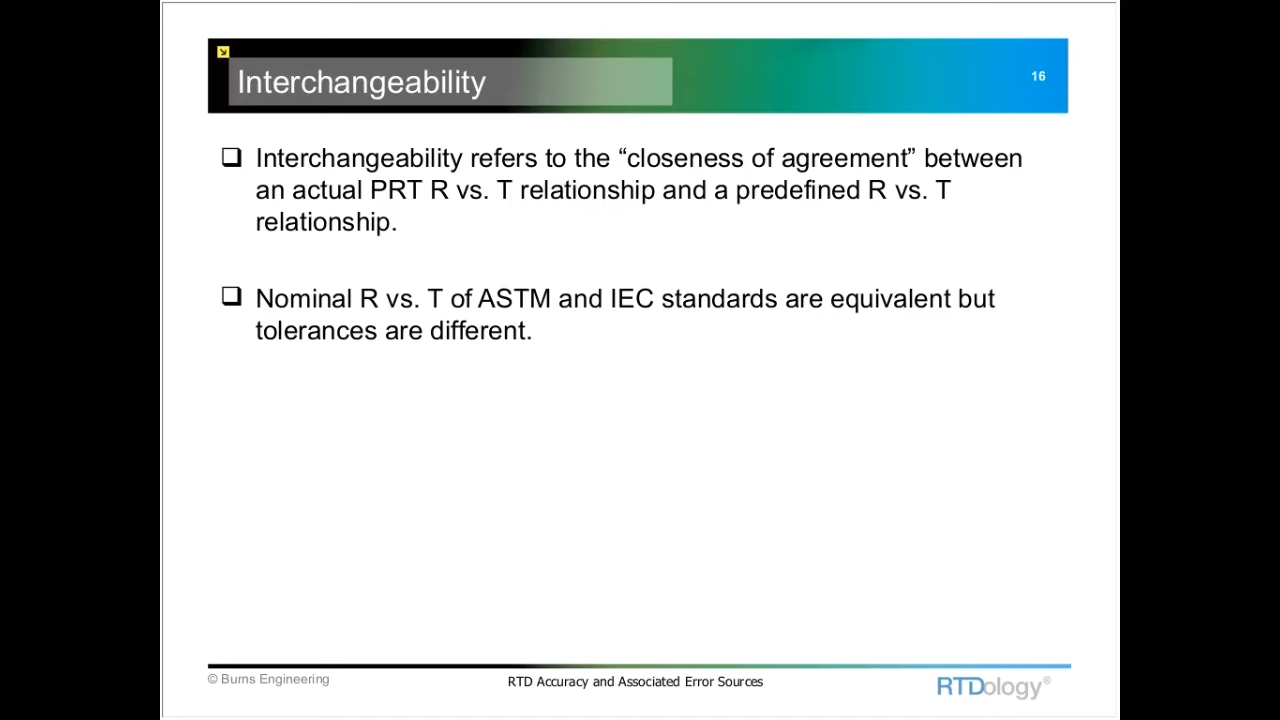 Interchangeability
16
Interchangeability refers to the “closeness of agreement” between
an actual PRT R vs. T relationship and a predefined R vs. T
relationship.
Nominal R vs. T of ASTM and IEC standards are equivalent but
tolerances are different.
© Burns Engineering
RTD Accuracy and Associated Error Sources
RTDology®